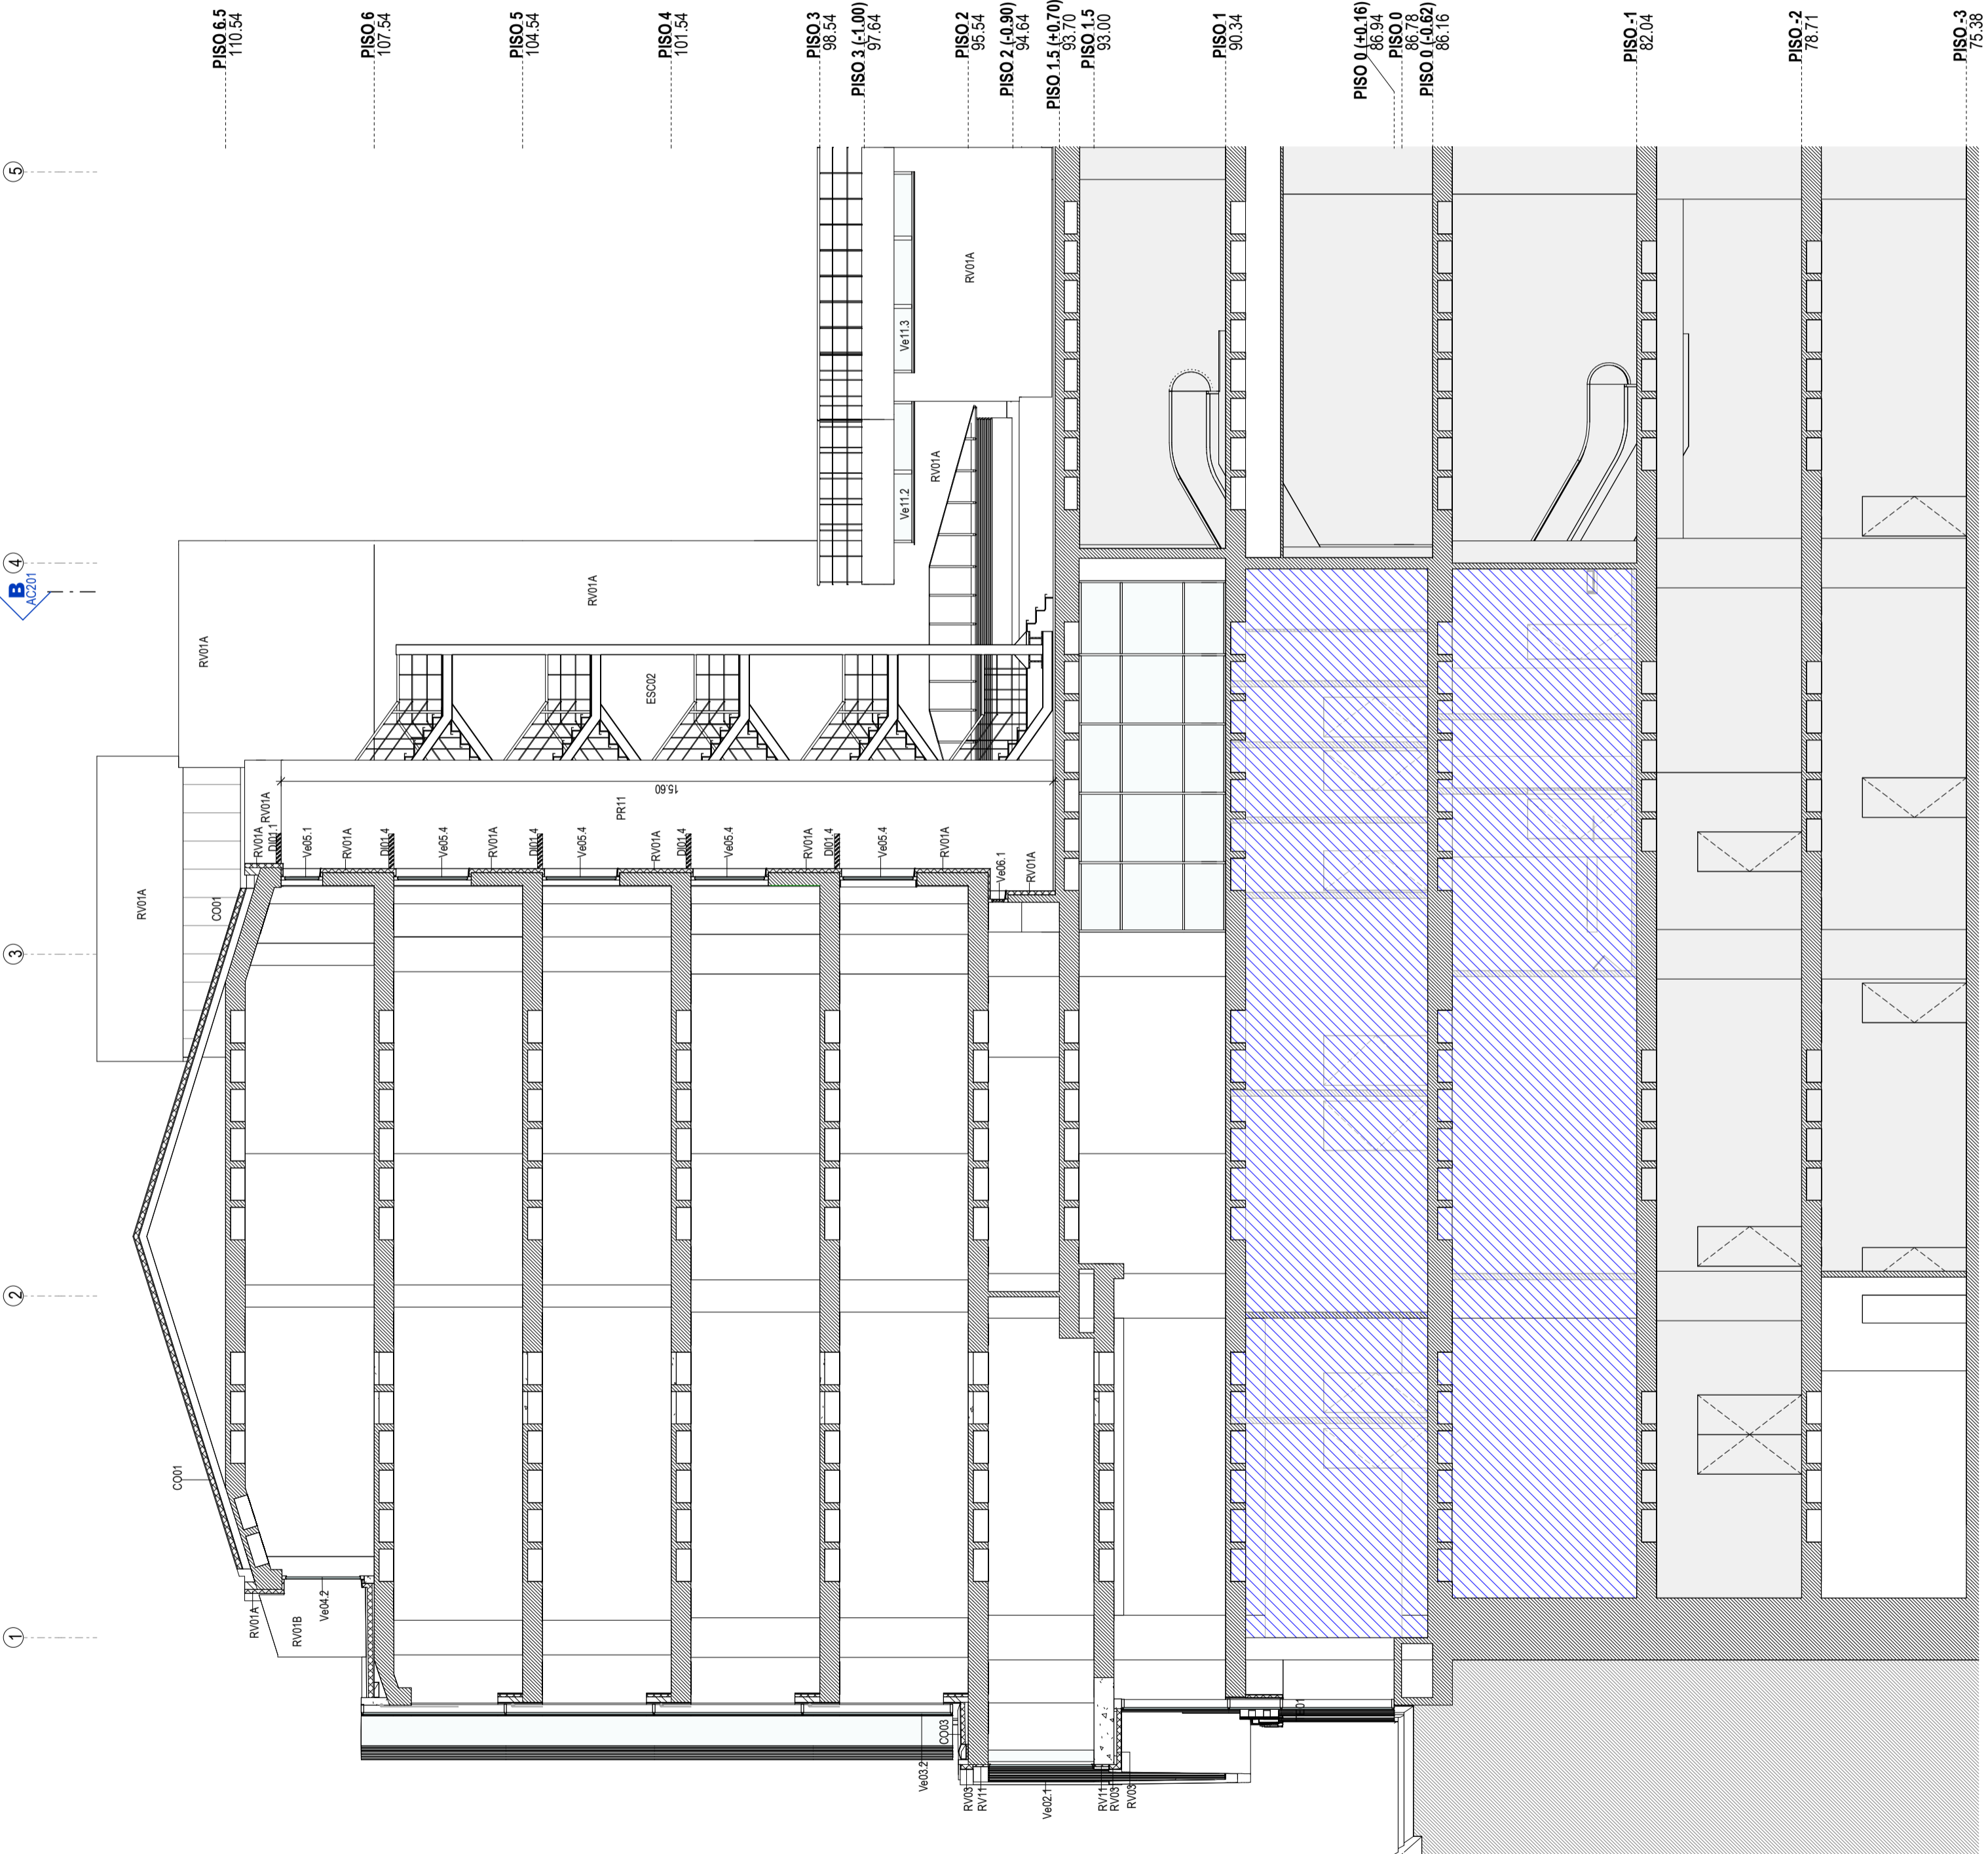 PISO 6.5
110.54
PISO 6
107.54
PISO 5
104.54
PISO 4
101.54
PISO 3
98.54
PISO 3 (-1.00)
97.64
PISO 2
95.54
PISO 2 (-0.90)
94.64
PISO 1.5 (+0.70)
93.70
PISO 1.5
93.00
PISO 1
90.34
PISO 0 (+0.16)
86.94
PISO 0
86.78
PISO 0 (-0.62)
86.16
PISO -1
82.04
PISO -2
78.71
PISO -3
75.38
5
4
B
AC201
3
2
1
RV01A
Ve11.3
RV01A
Ve11.2
RV01A
RV01A
ESC02
RV01A
CO01
RV01A
RV01A
DI01.1
Ve05.1
RV01A
DI01.4
Ve05.4
RV01A
DI01.4
Ve05.4
RV01A
DI01.4
Ve05.4
RV01A
DI01.4
Ve05.4
RV01A
Ve06.1
RV01A
15.60
PR11
CO01
RV01A
RV01B
Ve04.2
Ve03.2
CO03
RV03
RV11
Ve02.1
RV11
RV03
RV03